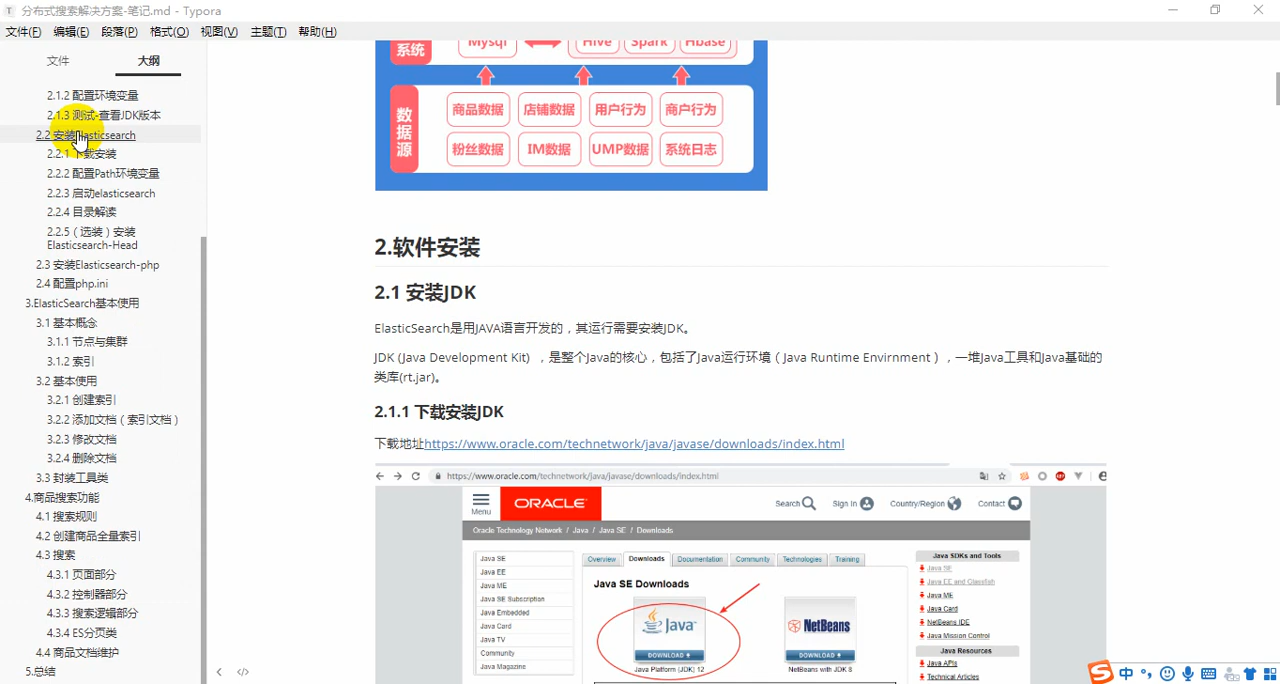 分布式搜索解决方案-笔记.md - Typora
文件(F) 编辑(E) 段落(P) 格式(O) 视图(V) 主题(T) 帮助(H)
文件 大纲
2.1.2 配置环境变量
2.1.3 测试-查看JDK版本
2.2 安装Elasticsearch
2.2.1 下载安装
2.2.2 配置Path环境变量
2.2.3 启动elasticsearch
2.2.4 目录解读
2.2.5（选装）安装
Elasticsearch-Head
2.3 安装Elasticsearch-php
2.4 配置php.ini
3.ElasticSearch基本使用
3.1 基本概念
3.1.1 节点与集群
3.1.2 索引
3.2 基本使用
3.2.1 创建索引
3.2.2 添加文档（索引文档）
3.2.3 修改文档
3.2.4 删除文档
3.3 封装工具类
4.商品搜索功能
4.1 搜索规则
4.2 创建商品全量索引
4.3 搜索
4.3.1 页面部分
4.3.2 控制器部分
4.3.3 搜索逻辑部分
4.3.4 ES分页类
4.4 商品文档维护
5.总结
系统 Mysql Hive Spark Hbase
数据源
商品数据 店铺数据 用户行为 商户行为
粉丝数据 IM数据 UMP数据 系统日志
2.软件安装
2.1 安装JDK
ElasticSearch是用JAVA语言开发的，其运行需要安装JDK。
JDK (Java Development Kit) ，是整个Java的核心，包括了Java运行环境（Java Runtime Envirnment），一堆Java工具和Java基础的
类库(rt.jar)。
2.1.1 下载安装JDK
下载地址https://www.oracle.com/technetwork/java/javase/downloads/index.html
https://www.oracle.com/technetwork/java/javase/downloads/index.html
Menu ORACLE Search Sign In Country/Region Contact
Oracle Technology Network / Java / Java SE / Downloads
Java SE
Java EE
Java ME
Java SE Subscription
Java Embedded
Java Card
Java TV
Community
Java Magazine
Overview Downloads Documentation Community Technologies Training
Java SE Downloads
Java
DOWNLOAD
Java Platform (JDK) 12
NetBeans
DOWNLOAD
NetBeans with JDK 8
Java SDKs and Tools
Java SE
Java EE and Glassfish
Java ME
Java Card
NetBeans IDE
Java Mission Control
Java Resources
Java APIs
Technical Articles
S 中